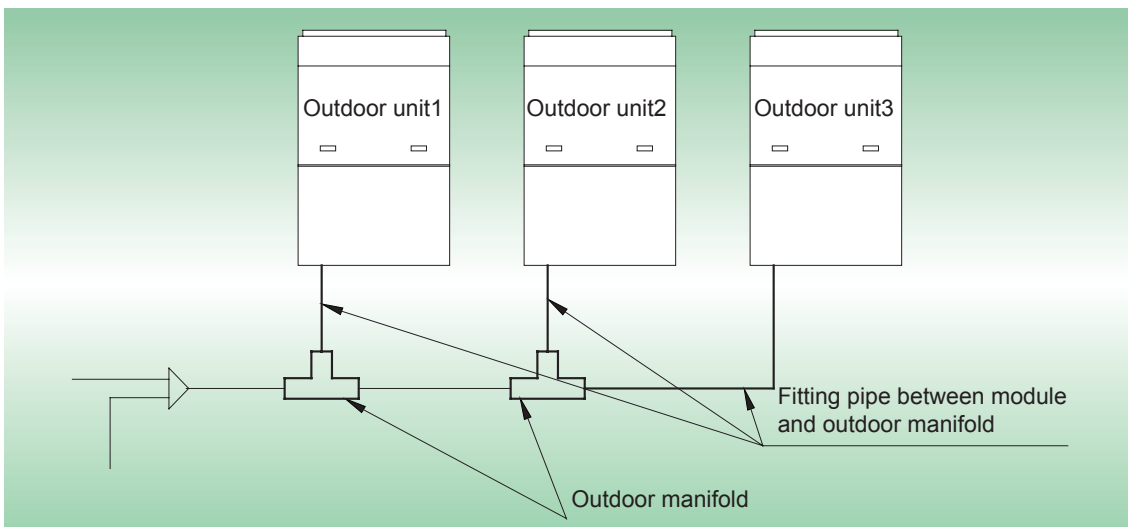 Outdoor unit1
Outdoor unit2
Outdoor unit3
Fitting pipe between module
and outdoor manifold
Outdoor manifold